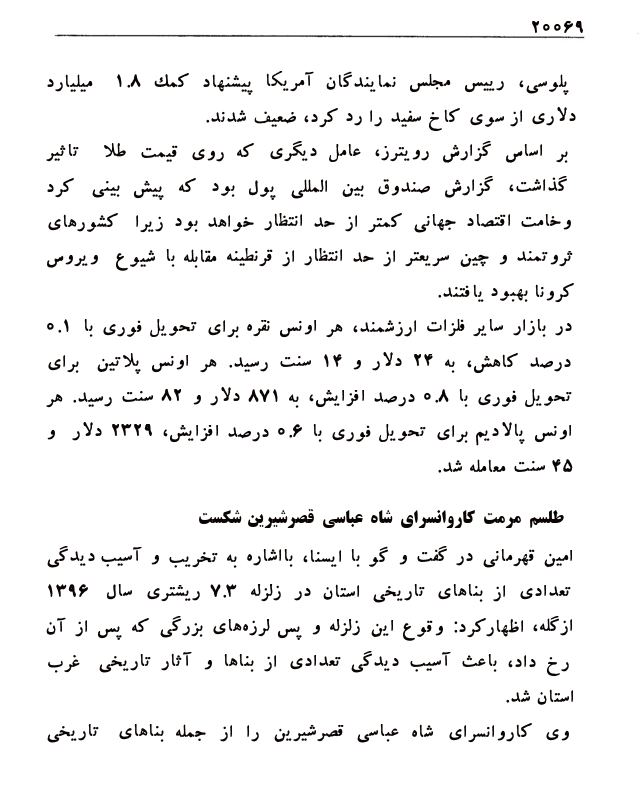 ۲۰۰۶۹
پلوسی، رییس مجلس نمایندگان آمریکا پیشنهاد کمک ۱.۸ میلیارد
دلاری از سوی کاخ سفید را رد کرد، ضعیف شدند.
بر اساس گزارش رویترز، عامل دیگری که روی قیمت طلا تاثیر
گذاشت، گزارش صندوق بین المللی پول بود که پیش بینی کرد
وخامت اقتصاد جهانی کمتر از حد انتظار خواهد بود زیرا کشورهای
ثروتمند و چین سریعتر از حد انتظار از قرنطینه مقابله با شیوع ویروس
کرونا بهبود یافتند.
در بازار سایر فلزات ارزشمند، هر اونس نقره برای تحویل فوری با ۰.۱
درصد کاهش، به ۲۴ دلار و ۱۴ سنت رسید. هر اونس پلاتین برای
تحویل فوری با ۰.۸ درصد افزایش، به ۸۷۱ دلار و ۸۲ سنت رسید. هر
اونس پالادیم برای تحویل فوری با ۰.۶ درصد افزایش، ۲۳۲۹ دلار و
۴۵ سنت معامله شد.
طلسم مرمت کاروانسرای شاه عباسی قصرشیرین شکست
امین قهرمانی در گفت و گو با ایسنا، بااشاره به تخریب و آسیب دیدگی
تعدادی از بناهای تاریخی استان در زلزله ۷.۳ ریشتری سال ۱۳۹۶
ازگله، اظهارکرد: وقوع این زلزله و پس لرزه‌های بزرگی که پس از آن
رخ داد، باعث آسیب دیدگی تعدادی از بناها و آثار تاریخی غرب
استان شد.
وی کاروانسرای شاه عباسی قصرشیرین را از جمله بناهای تاریخی